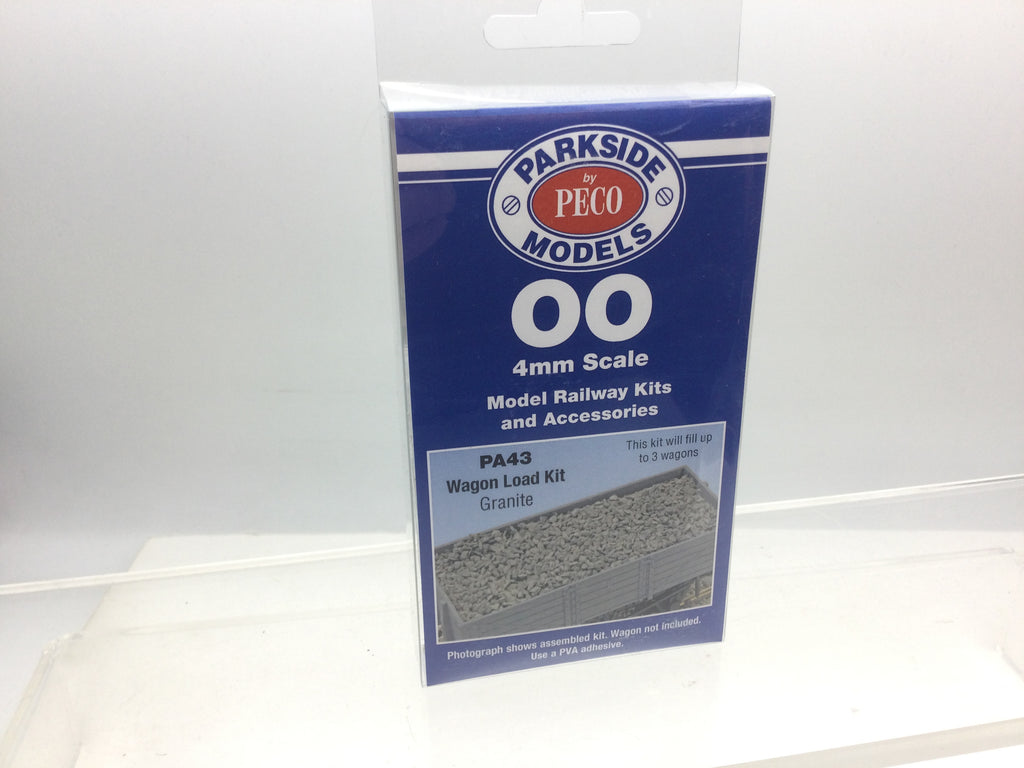 PARKSIDE
by
PECO
MODELS
OO
4mm Scale
Model Railway Kits
and Accessories
PA43
Wagon Load Kit
Granite
This kit will fill up
to 3 wagons
Photograph shows assembled kit. Wagon not included.
Use a PVA adhesive.